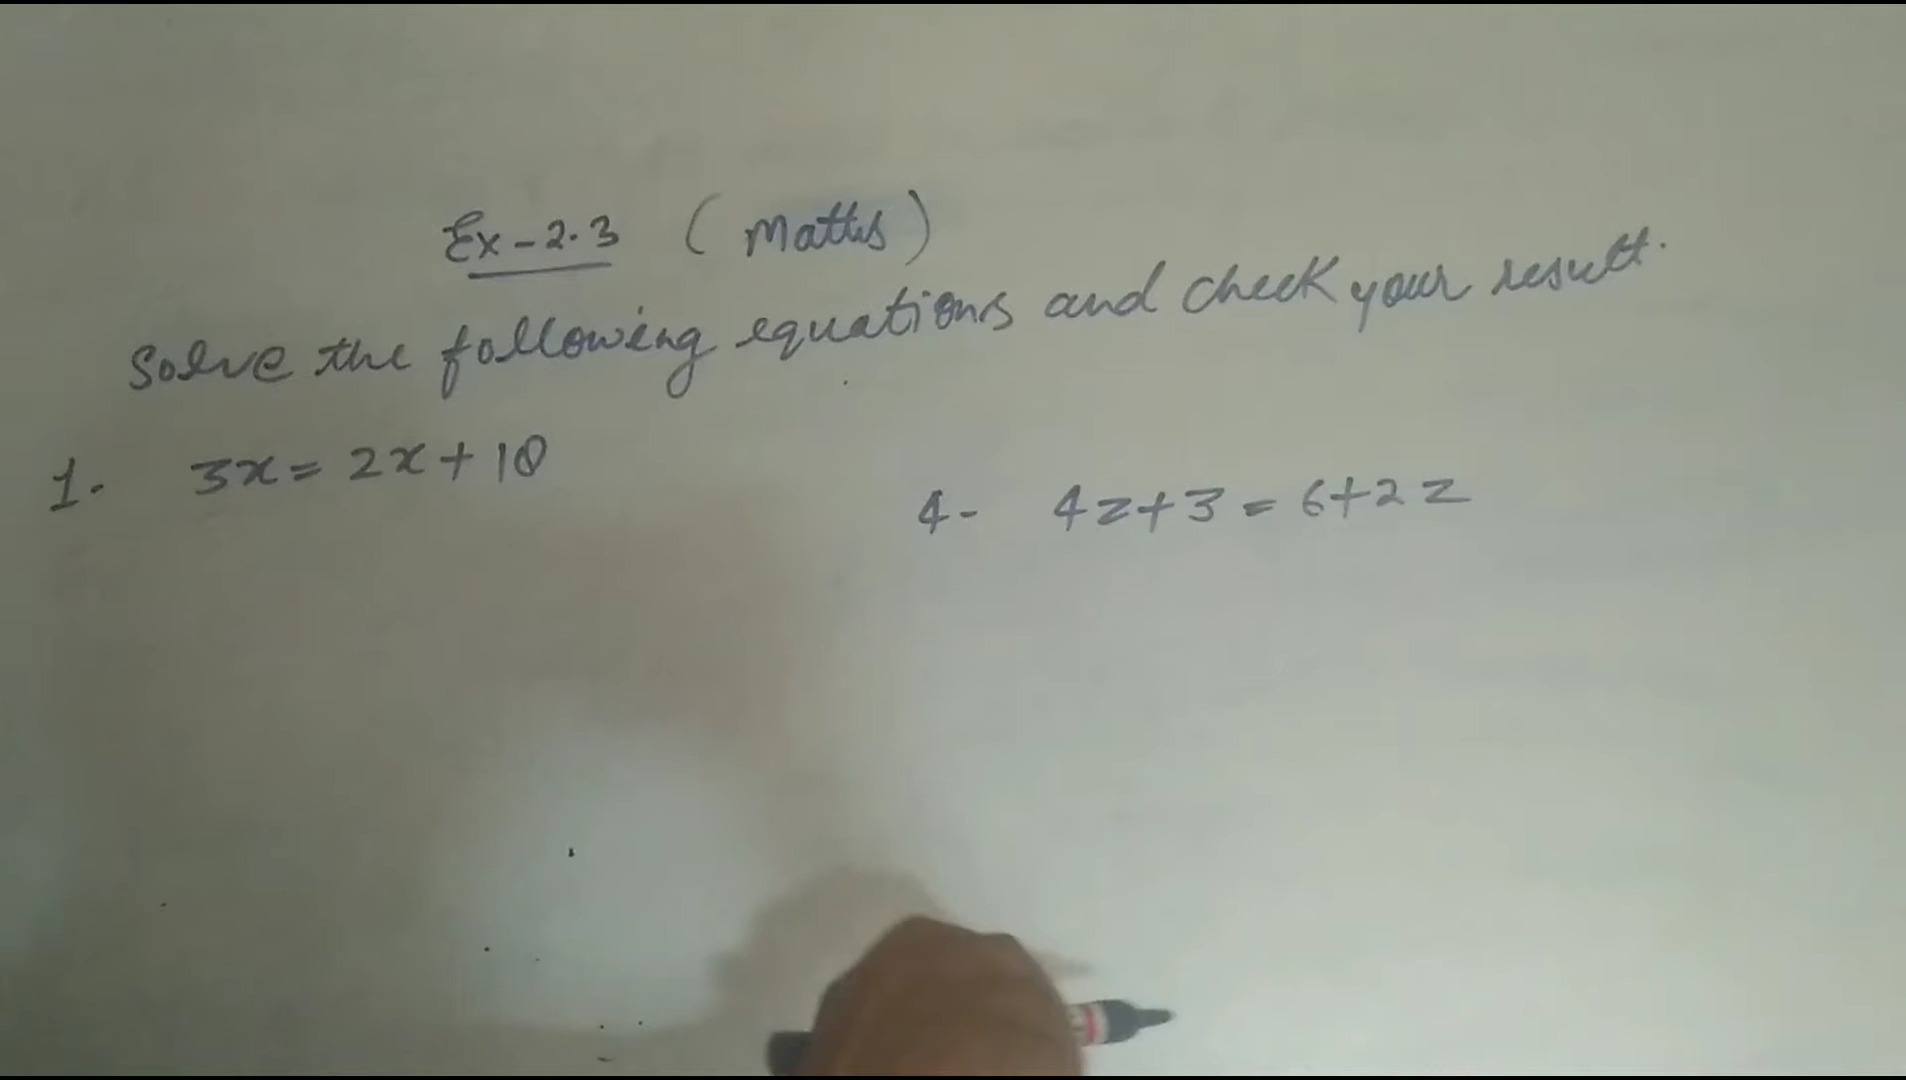 Ex-2.3 (Maths)
Solve the following equations and check your result.
1. 3x = 2x + 18
4- 4z+3 = 6+2z